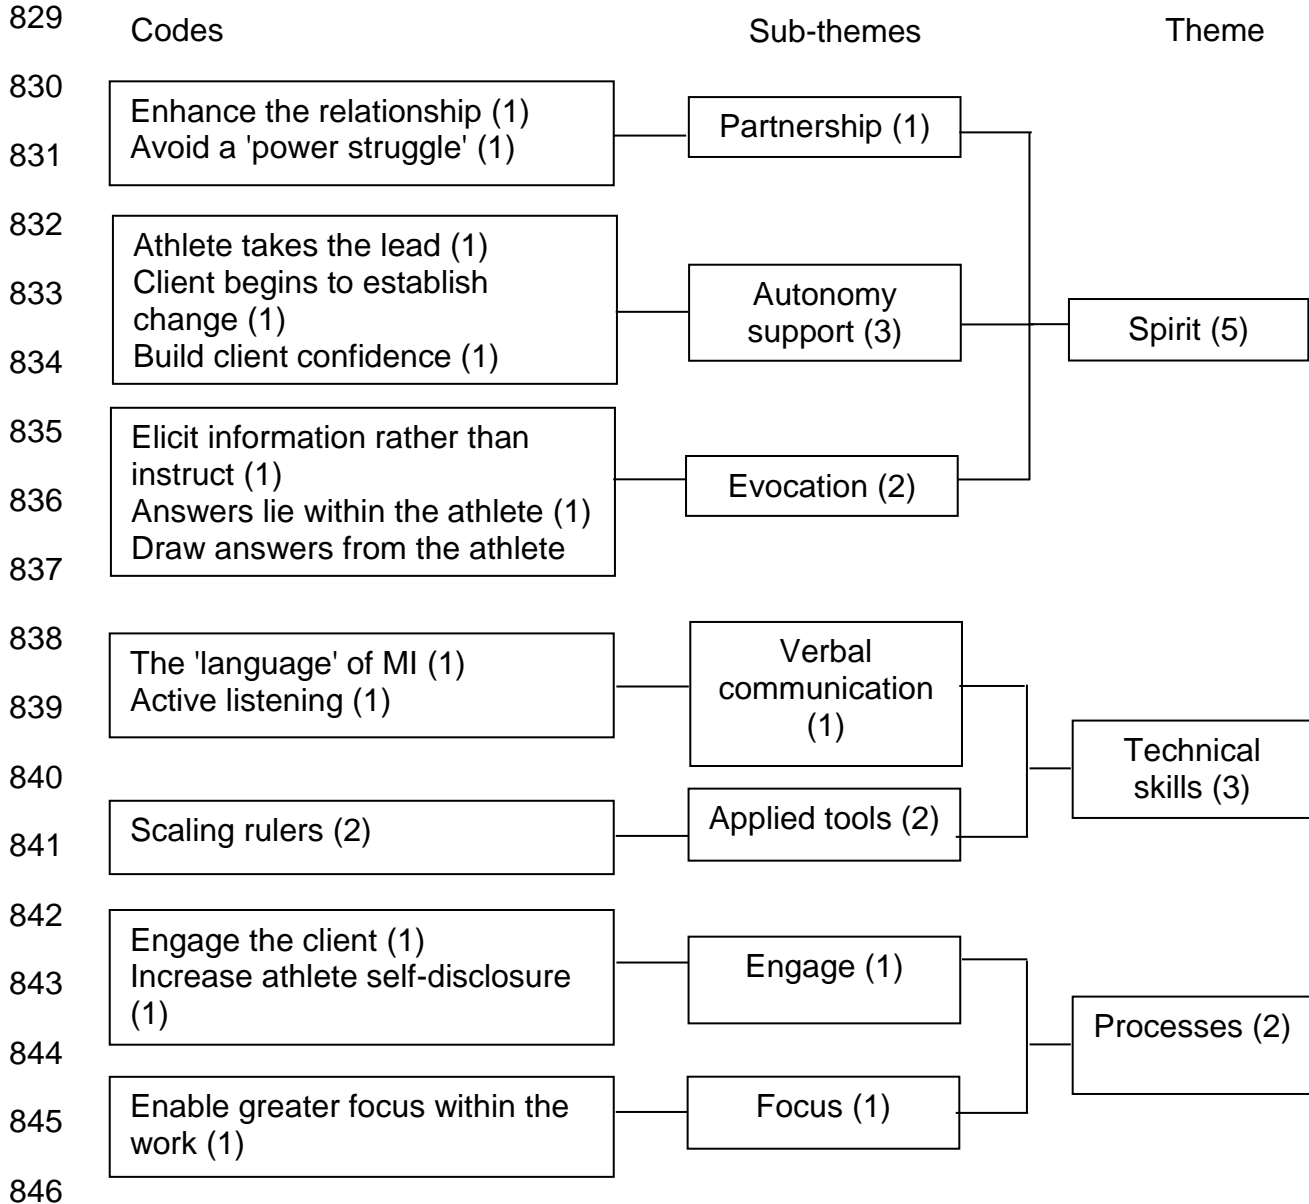 829
Codes
Sub-themes
Theme
830
Enhance the relationship (1)
831
Avoid a 'power struggle' (1)
Partnership (1)
832
Athlete takes the lead (1)
Client begins to establish
833
change (1)
834
Build client confidence (1)
Autonomy
support (3)
Spirit (5)
835
Elicit information rather than
instruct (1)
836
Answers lie within the athlete (1)
Draw answers from the athlete
837
Evocation (2)
838
The 'language' of MI (1)
839
Active listening (1)
Verbal
communication
(1)
Technical
skills (3)
840
841
Scaling rulers (2)
Applied tools (2)
842
Engage the client (1)
843
Increase athlete self-disclosure
(1)
Engage (1)
Processes (2)
844
Enable greater focus within the
845
work (1)
Focus (1)
846